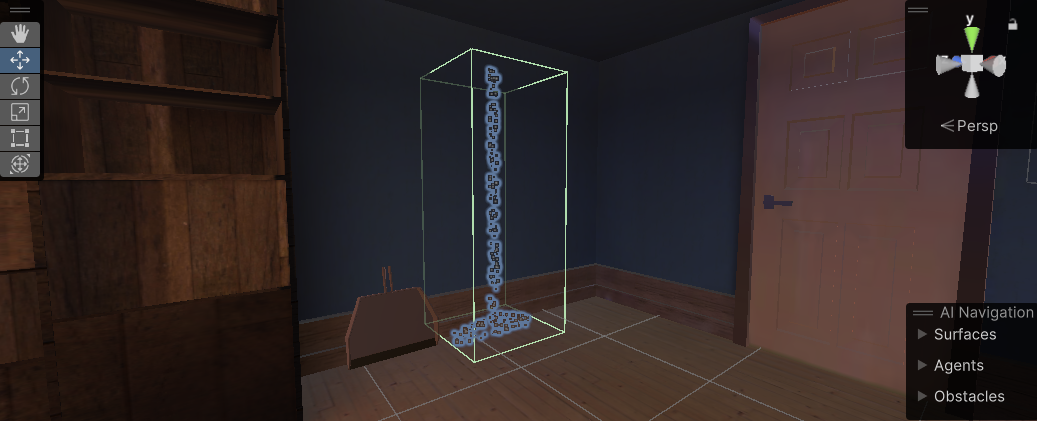 y
Persp
AI Navigation
Surfaces
Agents
Obstacles